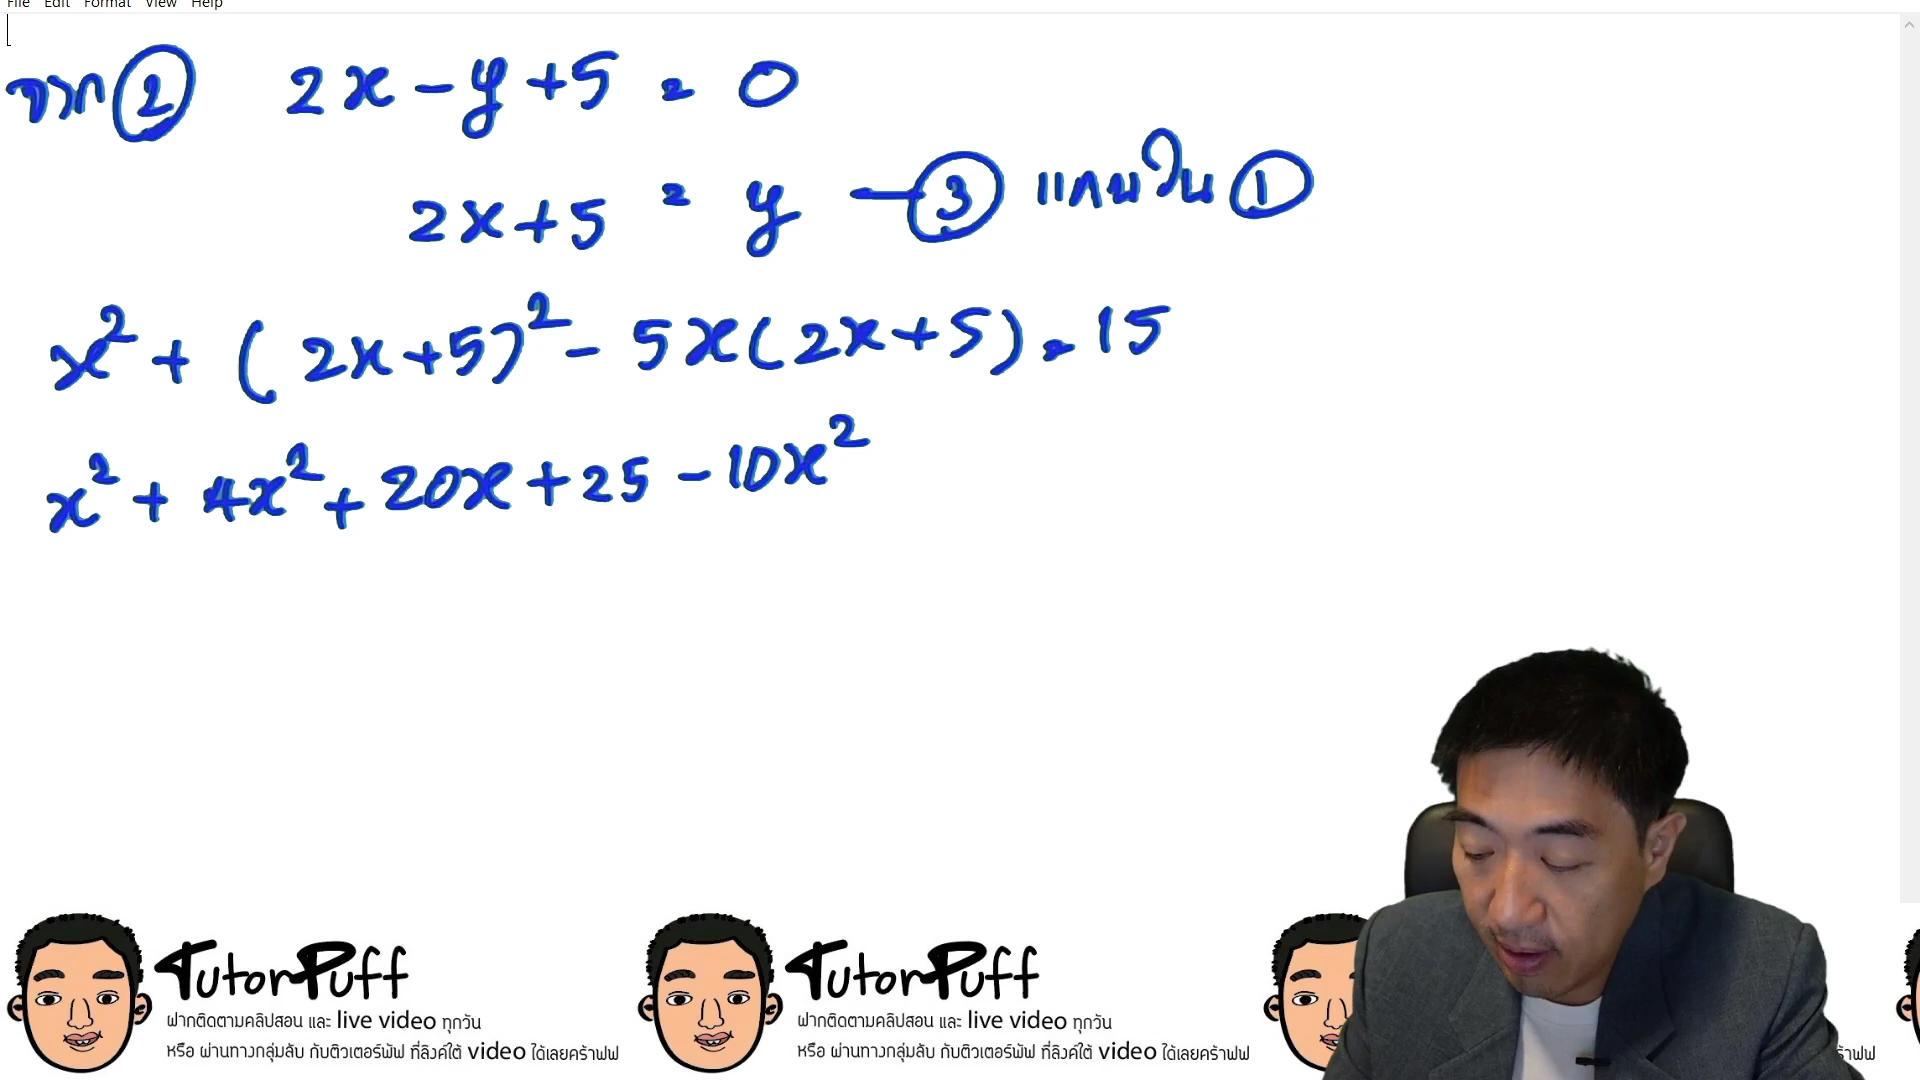 File Edit Format View Help
จาก ② 2x - y + 5 = 0
2x + 5 = y — ③ แทนใน ①
x² + (2x + 5)² - 5x(2x + 5) = 15
x² + 4x² + 20x + 25 - 10x²
TutorPuff
ฝากติดตามคลิปสอน และ live video ทุกวัน
หรือ ผ่านทางกลุ่มลับ กับติวเตอร์พัฟ ที่ลิงค์ใต้ video ได้เลยคร้าฟฟ
TutorPuff
ฝากติดตามคลิปสอน และ live video ทุกวัน
หรือ ผ่านทางกลุ่มลับ กับติวเตอร์พัฟ ที่ลิงค์ใต้ video ได้เลยคร้าฟฟ